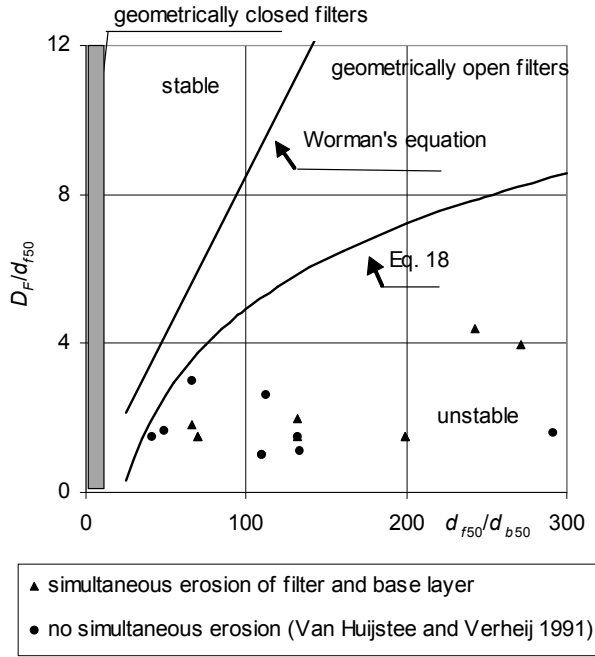 geometrically closed filters
12
stable
geometrically open filters
Worman's equation
8
Eq. 18
D_F/d_f50
4
unstable
0
0
100
200
d_f50/d_b50
300
▲ simultaneous erosion of filter and base layer
● no simultaneous erosion (Van Huijstee and Verheij 1991)